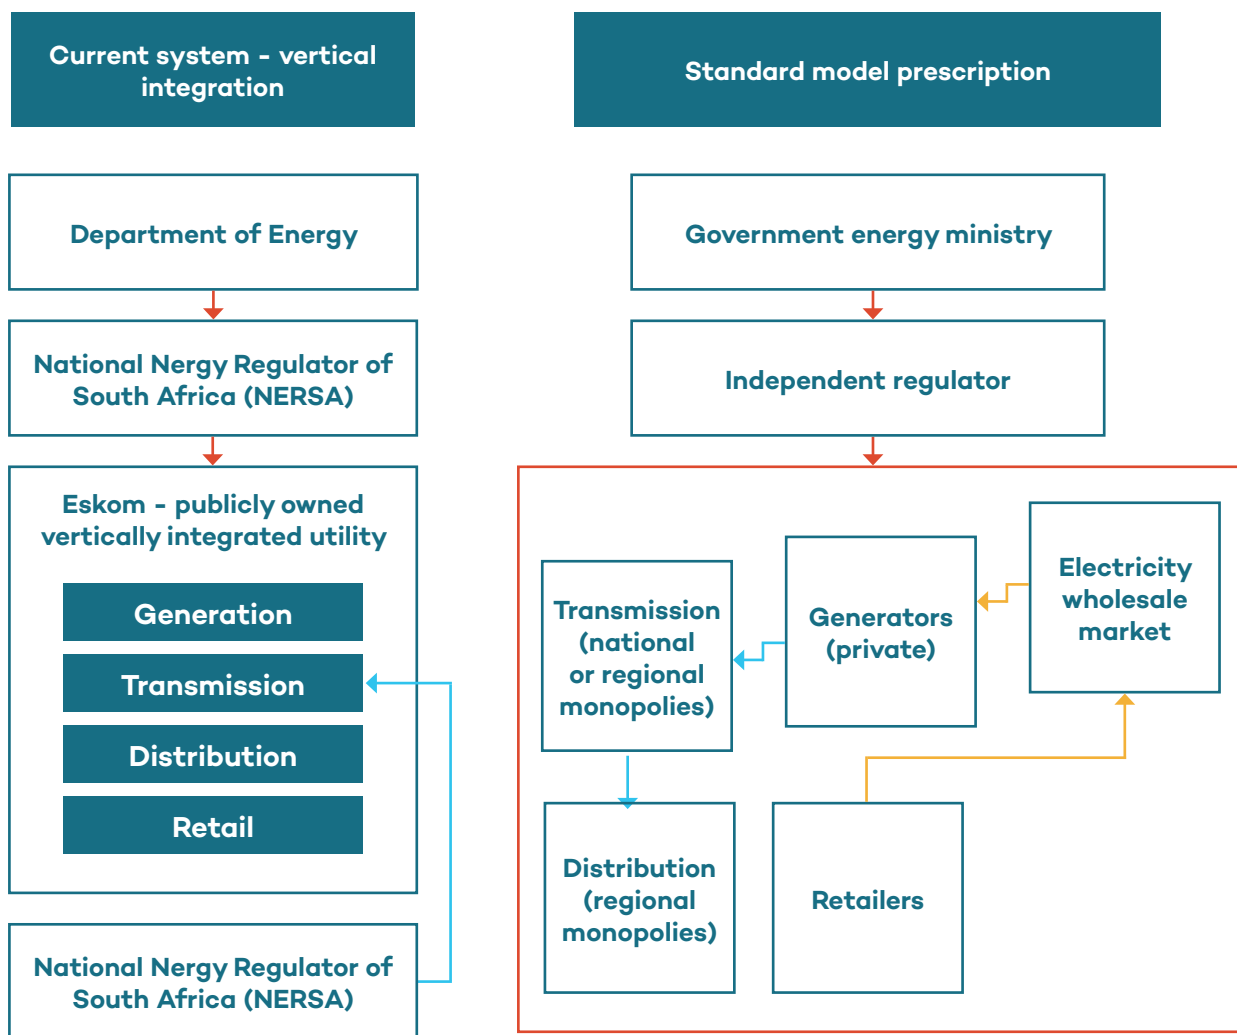 Current system - vertical
integration
Standard model prescription
Department of Energy
National Nergy Regulator of
South Africa (NERSA)
Eskom - publicly owned
vertically integrated utility
Generation
Transmission
Distribution
Retail
National Nergy Regulator of
South Africa (NERSA)
Government energy ministry
Independent regulator
Transmission
(national
or regional
monopolies)
Generators
(private)
Electricity
wholesale
market
Distribution
(regional
monopolies)
Retailers